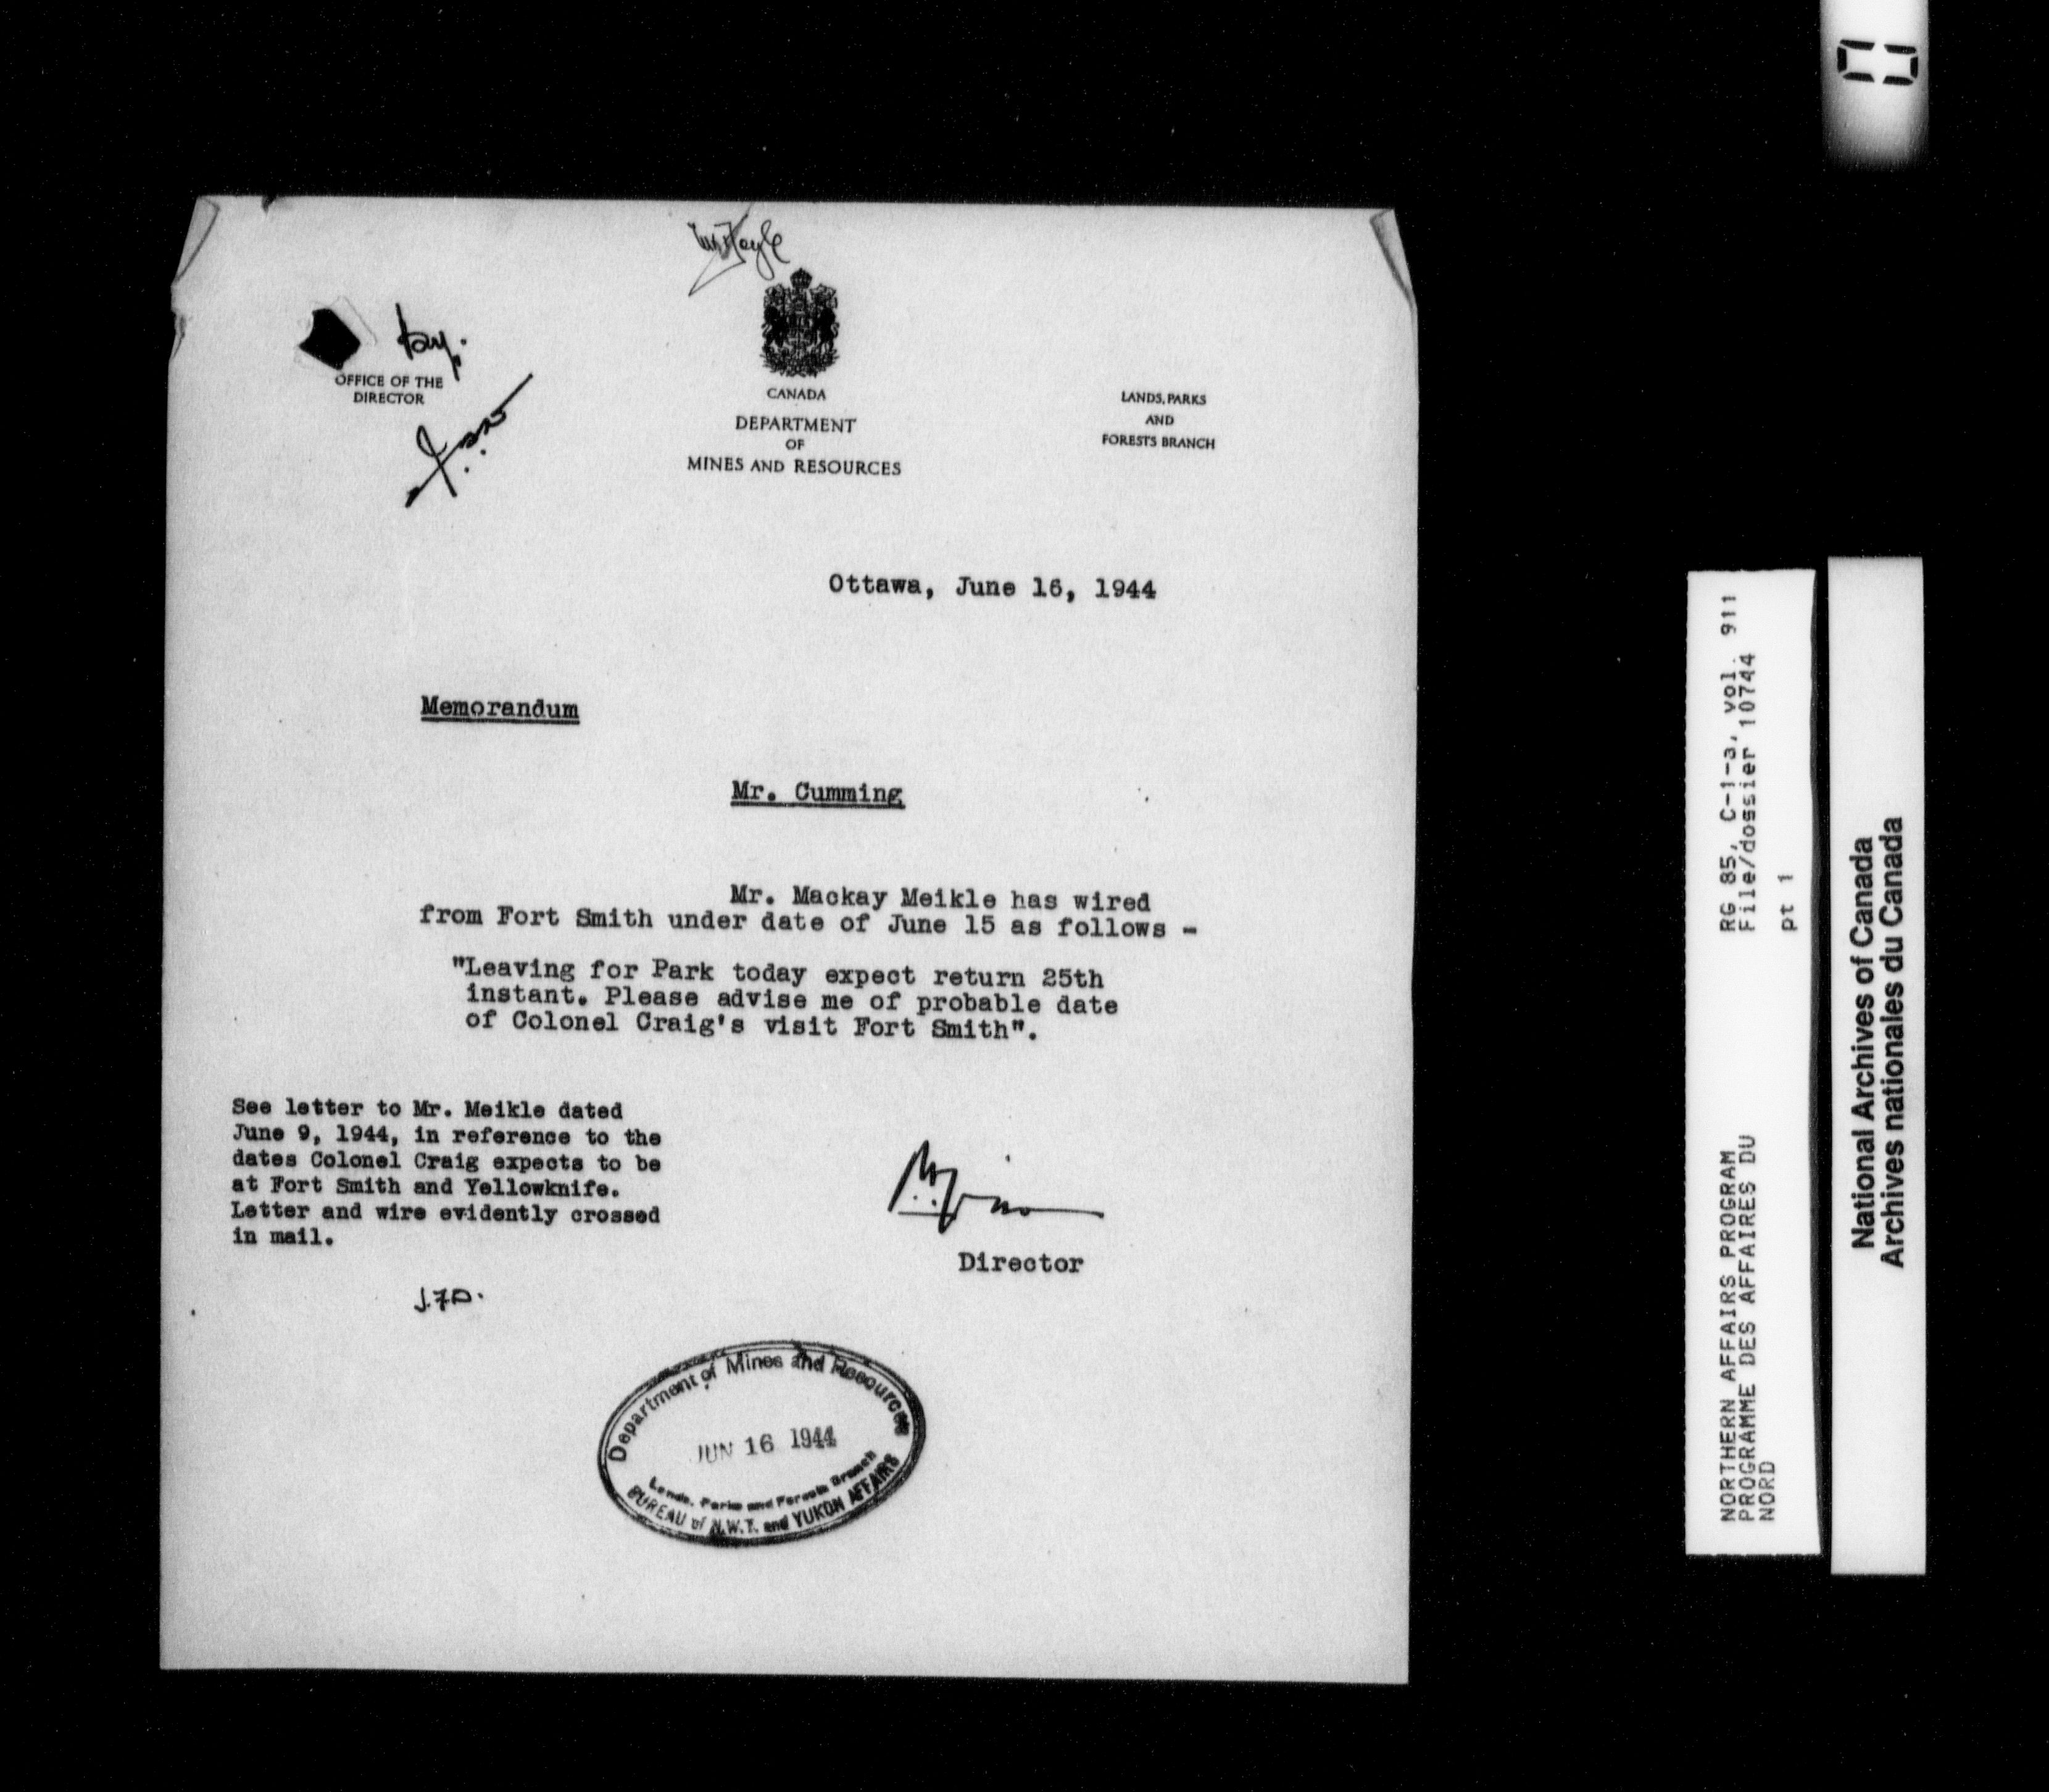 OFFICE OF THE
DIRECTOR
CANADA
DEPARTMENT
OF
MINES AND RESOURCES
LANDS, PARKS
AND
FORESTS BRANCH
Ottawa, June 16, 1944
Memorandum
Mr. Cumming
Mr. Mackay Meikle has wired
from Fort Smith under date of June 15 as follows -
"Leaving for Park today expect return 25th
instant. Please advise me of probable date
of Colonel Craig's visit Fort Smith".
See letter to Mr. Meikle dated
June 9, 1944, in reference to the
dates Colonel Craig expects to be
at Fort Smith and Yellowknife.
Letter and wire evidently crossed
in mail.
Director
J.F.D.
Department of Mines and Resources
JUN 16 1944
Lands, Parks and Forests Branch
BUREAU of N.W.T. and YUKON AFFAIRS
RG 85, C-1-a, vol. 911
File/dossier 10744
pt 1
NORTHERN AFFAIRS PROGRAM
PROGRAMME DES AFFAIRES DU
NORD
National Archives of Canada
Archives nationales du Canada